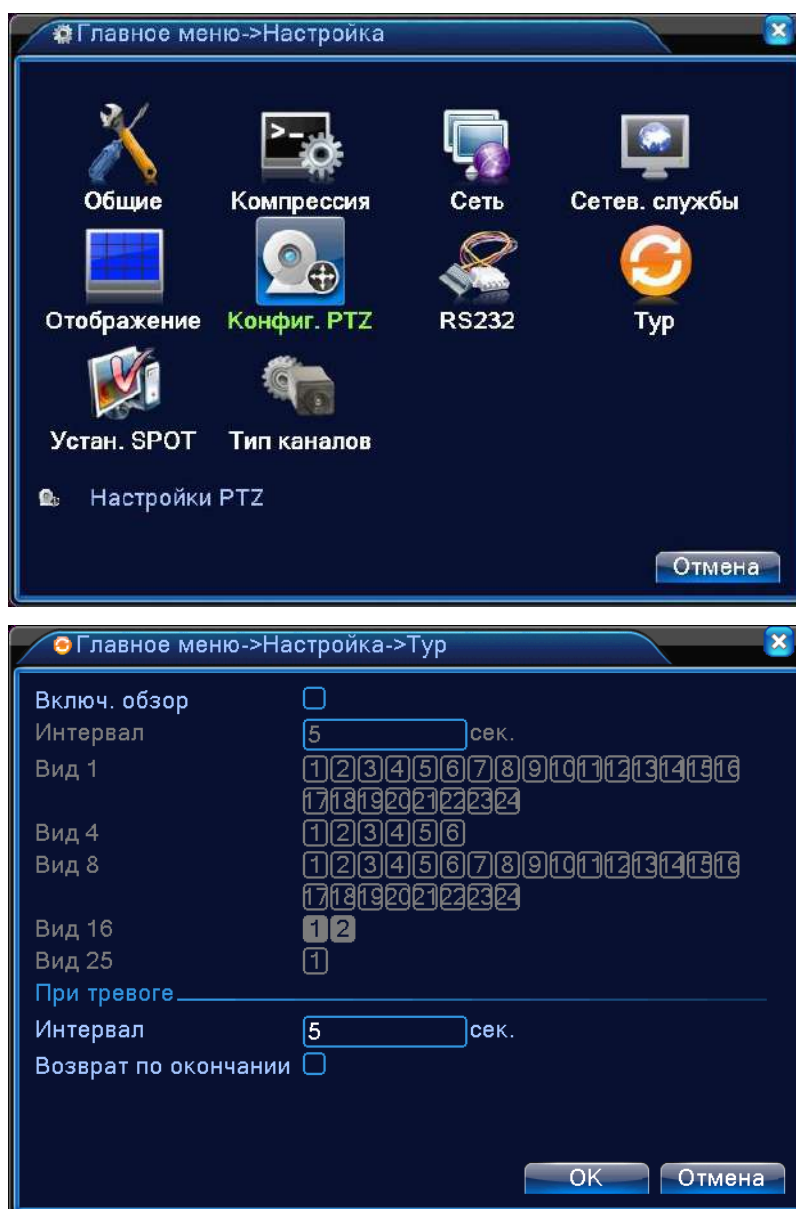 Главное меню->Настройка
Общие Компрессия Сеть Сетев. службы
Отображение Конфиг. PTZ RS232 Тур
Устан. SPOT Тип каналов
Настройки PTZ
Отмена
Главное меню->Настройка->Тур
Включ. обзор
Интервал 5 сек.
Вид 1 1 2 3 4 5 6 7 8 9 10 11 12 13 14 15 16
17 18 19 20 21 22 23 24
Вид 4 1 2 3 4 5 6
Вид 8 1 2 3 4 5 6 7 8 9 10 11 12 13 14 15 16
17 18 19 20 21 22 23 24
Вид 16 1 2
Вид 25 1
При тревоге
Интервал 5 сек.
Возврат по окончании
OK Отмена